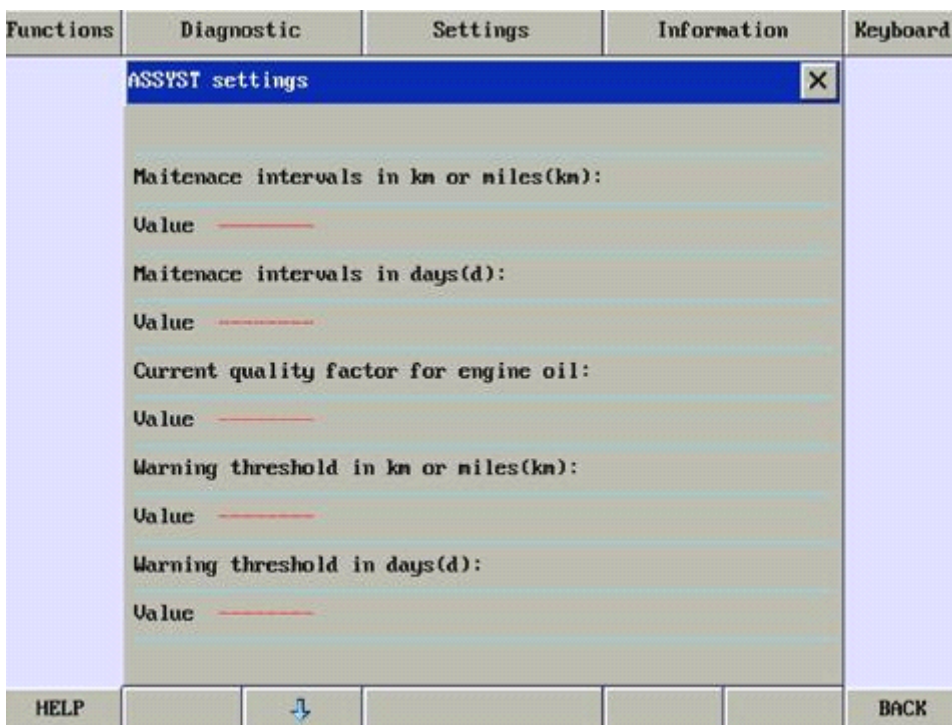 Functions Diagnostic Settings Information Keyboard
ASSYST settings
Maitenace intervals in km or miles(km):
Value --------
Maitenace intervals in days(d):
Value --------
Current quality factor for engine oil:
Value --------
Warning threshold in km or miles(km):
Value --------
Warning threshold in days(d):
Value --------
HELP BACK